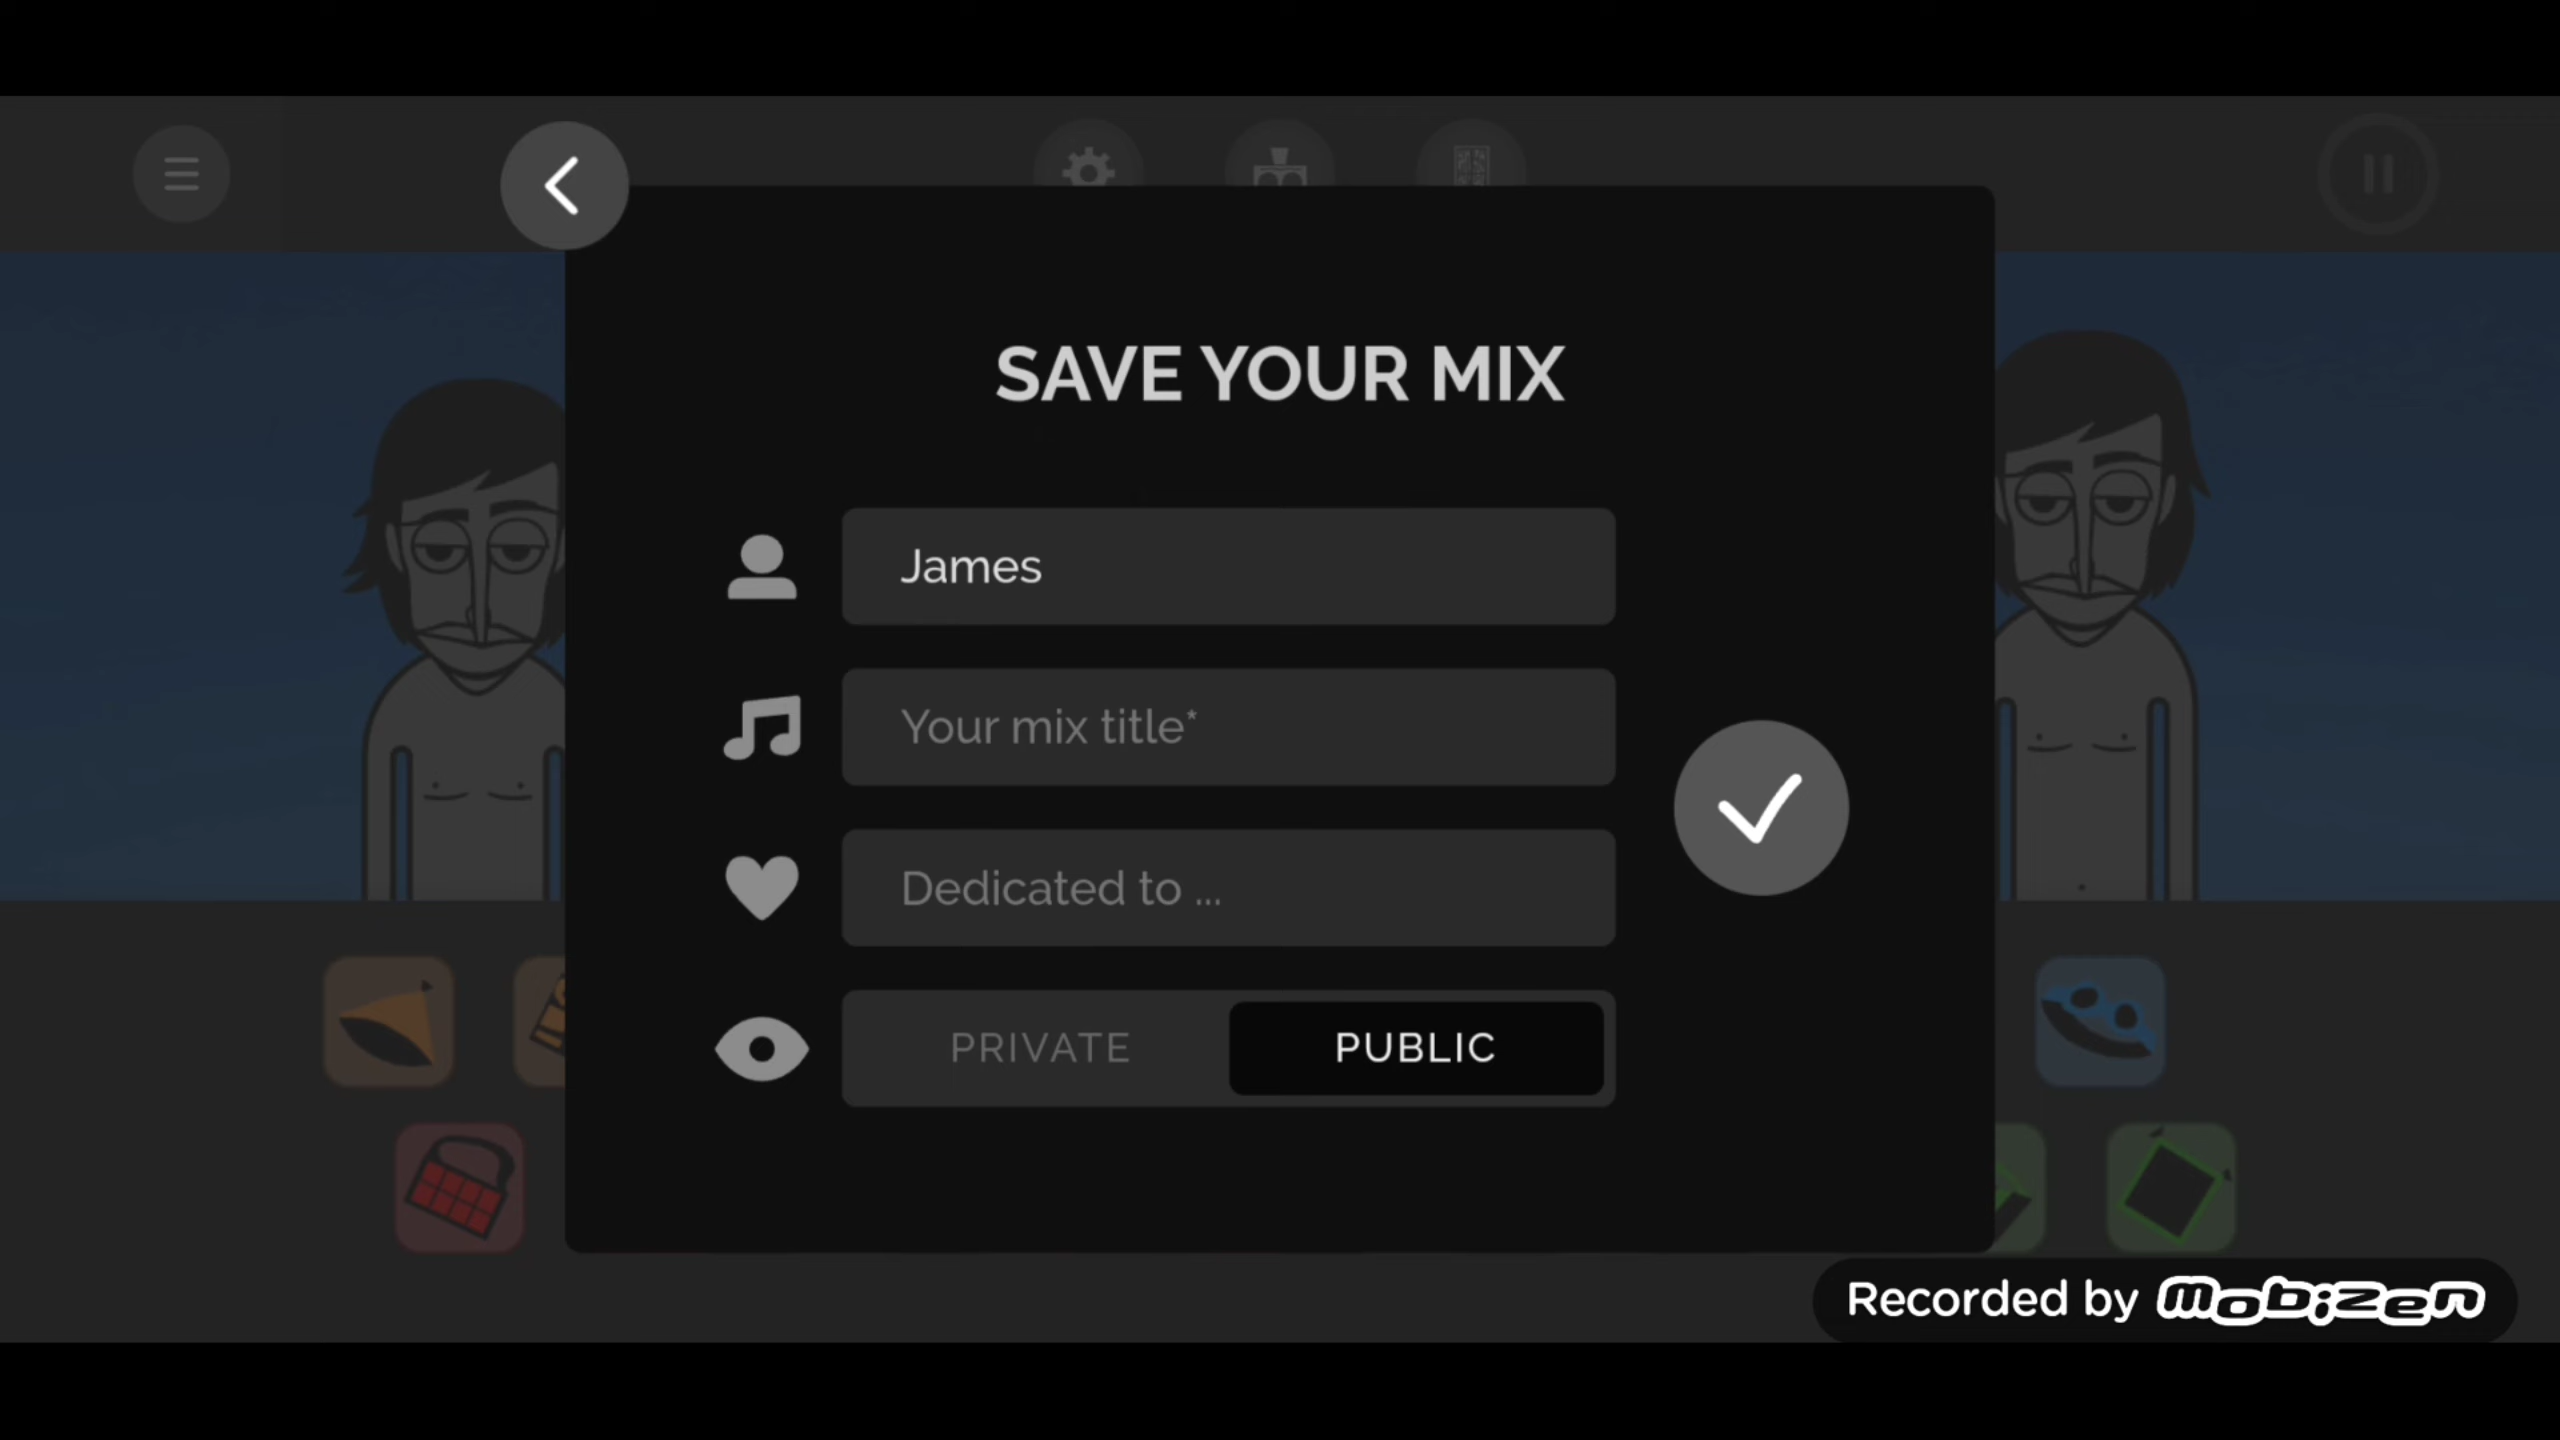 SAVE YOUR MIX
James
Your mix title*
Dedicated to ...
PRIVATE PUBLIC
Recorded by mobizen